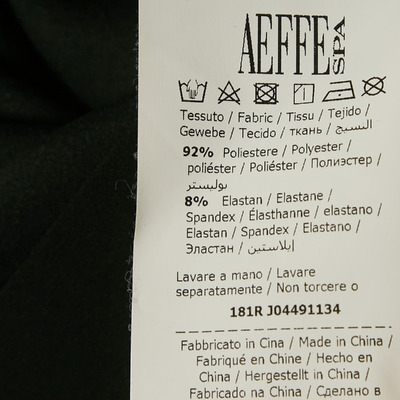 AEFFE SPA
Tessuto / Fabric / Tissu / Tejido /
Gewebe / Tecido / ткань / النسيج /
92% Poliestere / Polyester /
poliéster / Poliéster / Полиэстер /
بوليستر
8% Elastan / Elastane /
Spandex / Élasthanne / elastano /
Elastan / Spandex / Elastano /
Эластан / إيلاستين
Lavare a mano / Lavare
separatamente / Non torcere o
181R J04491134
Fabbricato in Cina / Made in China /
Fabriqué en Chine / Hecho en
China / Hergestellt in China /
Fabricado na China / Сделано в